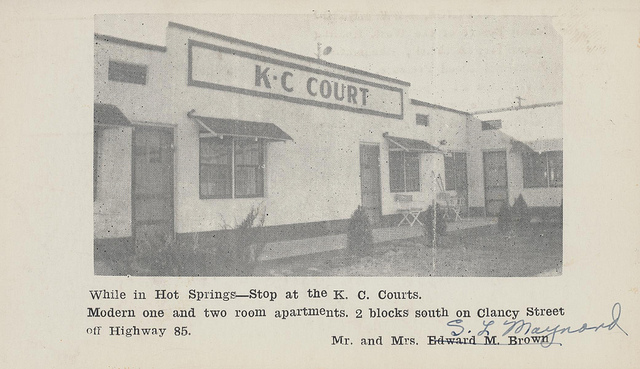 K·C COURT
While in Hot Springs—Stop at the K. C. Courts.
Modern one and two room apartments. 2 blocks south on Clancy Street
off Highway 85.
S. L Maynard
Mr. and Mrs. Edward M. Brown